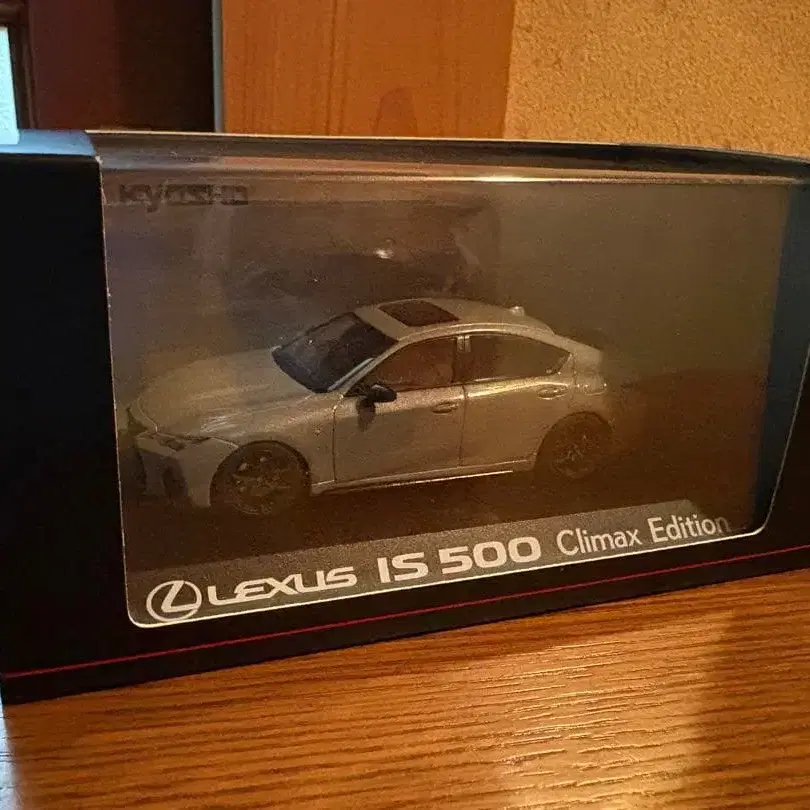 KYOSHO
LEXUS IS 500 Climax Edition